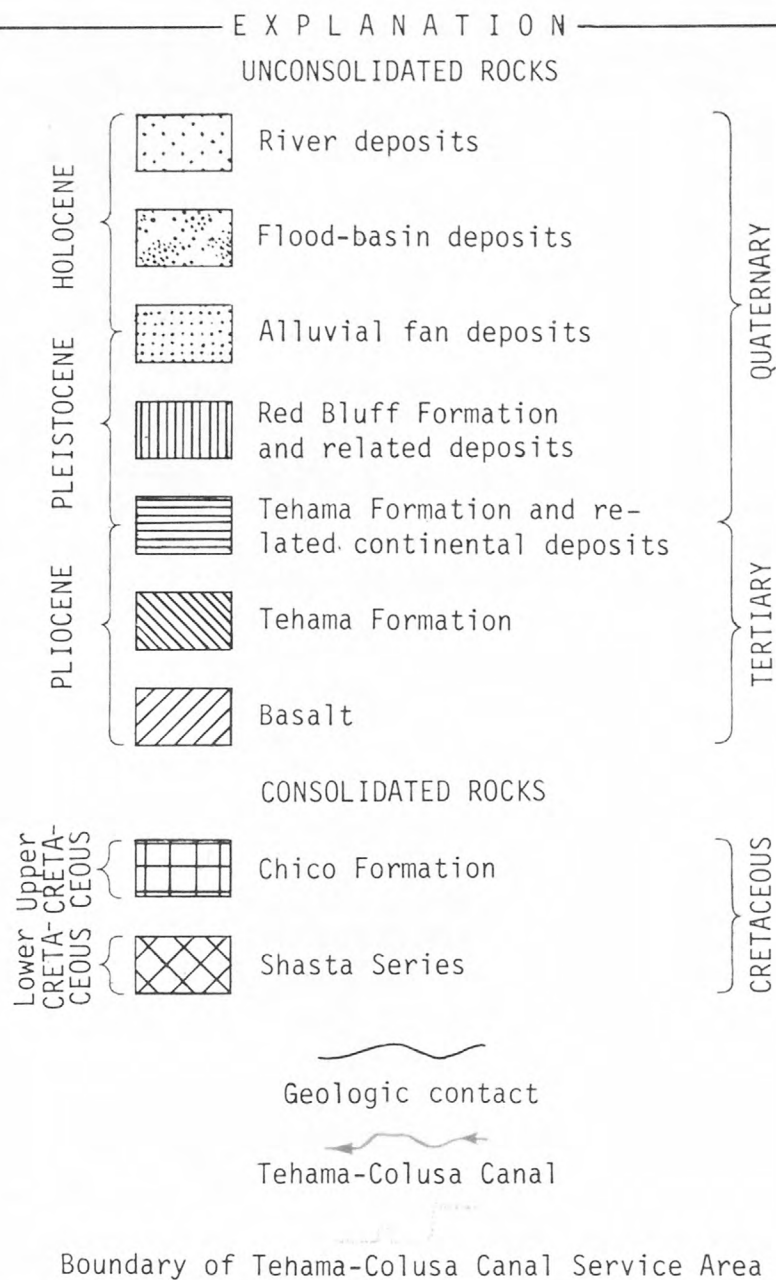 EXPLANATION
UNCONSOLIDATED ROCKS
HOLOCENE
PLEISTOCENE
PLIOCENE
River deposits
Flood-basin deposits
Alluvial fan deposits
Red Bluff Formation
and related deposits
Tehama Formation and re-
lated continental deposits
Tehama Formation
Basalt
QUATERNARY
TERTIARY
CONSOLIDATED ROCKS
Upper
CRETA-
CEOUS
Chico Formation
Lower
CRETA-
CEOUS
Shasta Series
CRETACEOUS
Geologic contact
Tehama-Colusa Canal
Boundary of Tehama-Colusa Canal Service Area